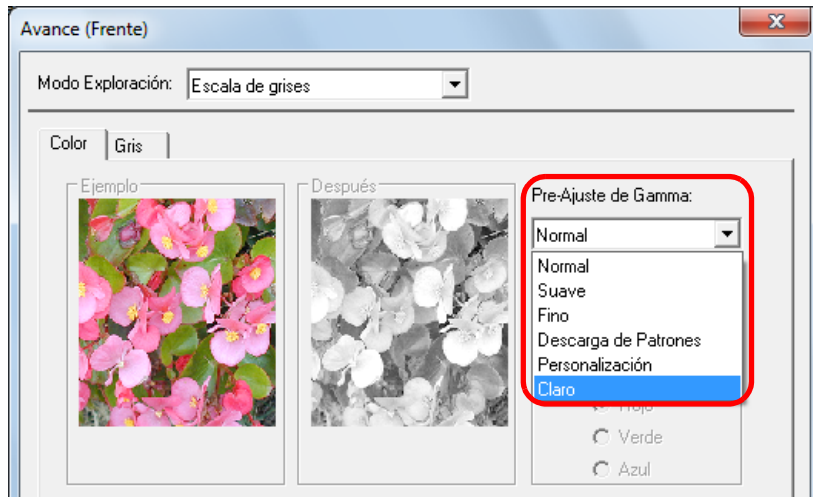 Avance (Frente)
Modo Exploración: Escala de grises
Color Gris
Ejemplo Después Pre-Ajuste de Gamma:
Normal
Normal
Suave
Fino
Descarga de Patrones
Personalización
Claro
Verde
Azul